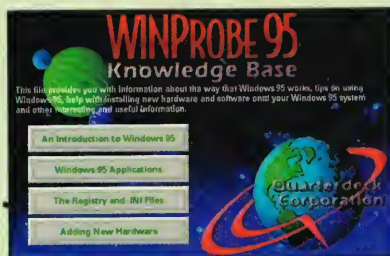 WINPROBE 95
Knowledge Base
This file provides you with information about the way that Windows 95 works, tips on using
Windows 95, help with installing new hardware and software onto your Windows 95 system
and other interesting and useful information.
An Introduction to Windows 95
Windows 95 Applications
The Registry and .INI Files
Adding New Hardware
Quarterdeck
Corporation